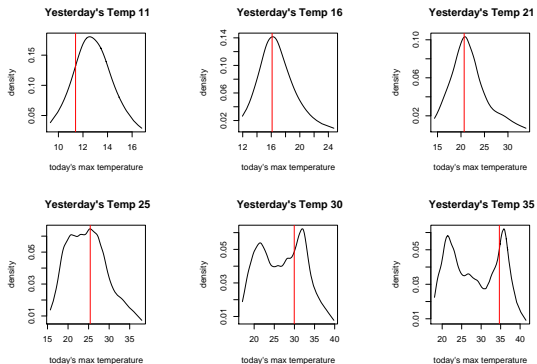 Yesterday's Temp 11
density
0.05
0.10
0.15
10
12
14
16
today's max temperature
Yesterday's Temp 16
density
0.02
0.06
0.10
0.14
12
16
20
24
today's max temperature
Yesterday's Temp 21
density
0.02
0.06
0.10
15
20
25
30
today's max temperature
Yesterday's Temp 25
density
0.01
0.03
0.05
15
20
25
30
35
today's max temperature
Yesterday's Temp 30
density
0.01
0.03
0.05
20
25
30
35
40
today's max temperature
Yesterday's Temp 35
density
0.01
0.03
0.05
20
25
30
35
40
today's max temperature